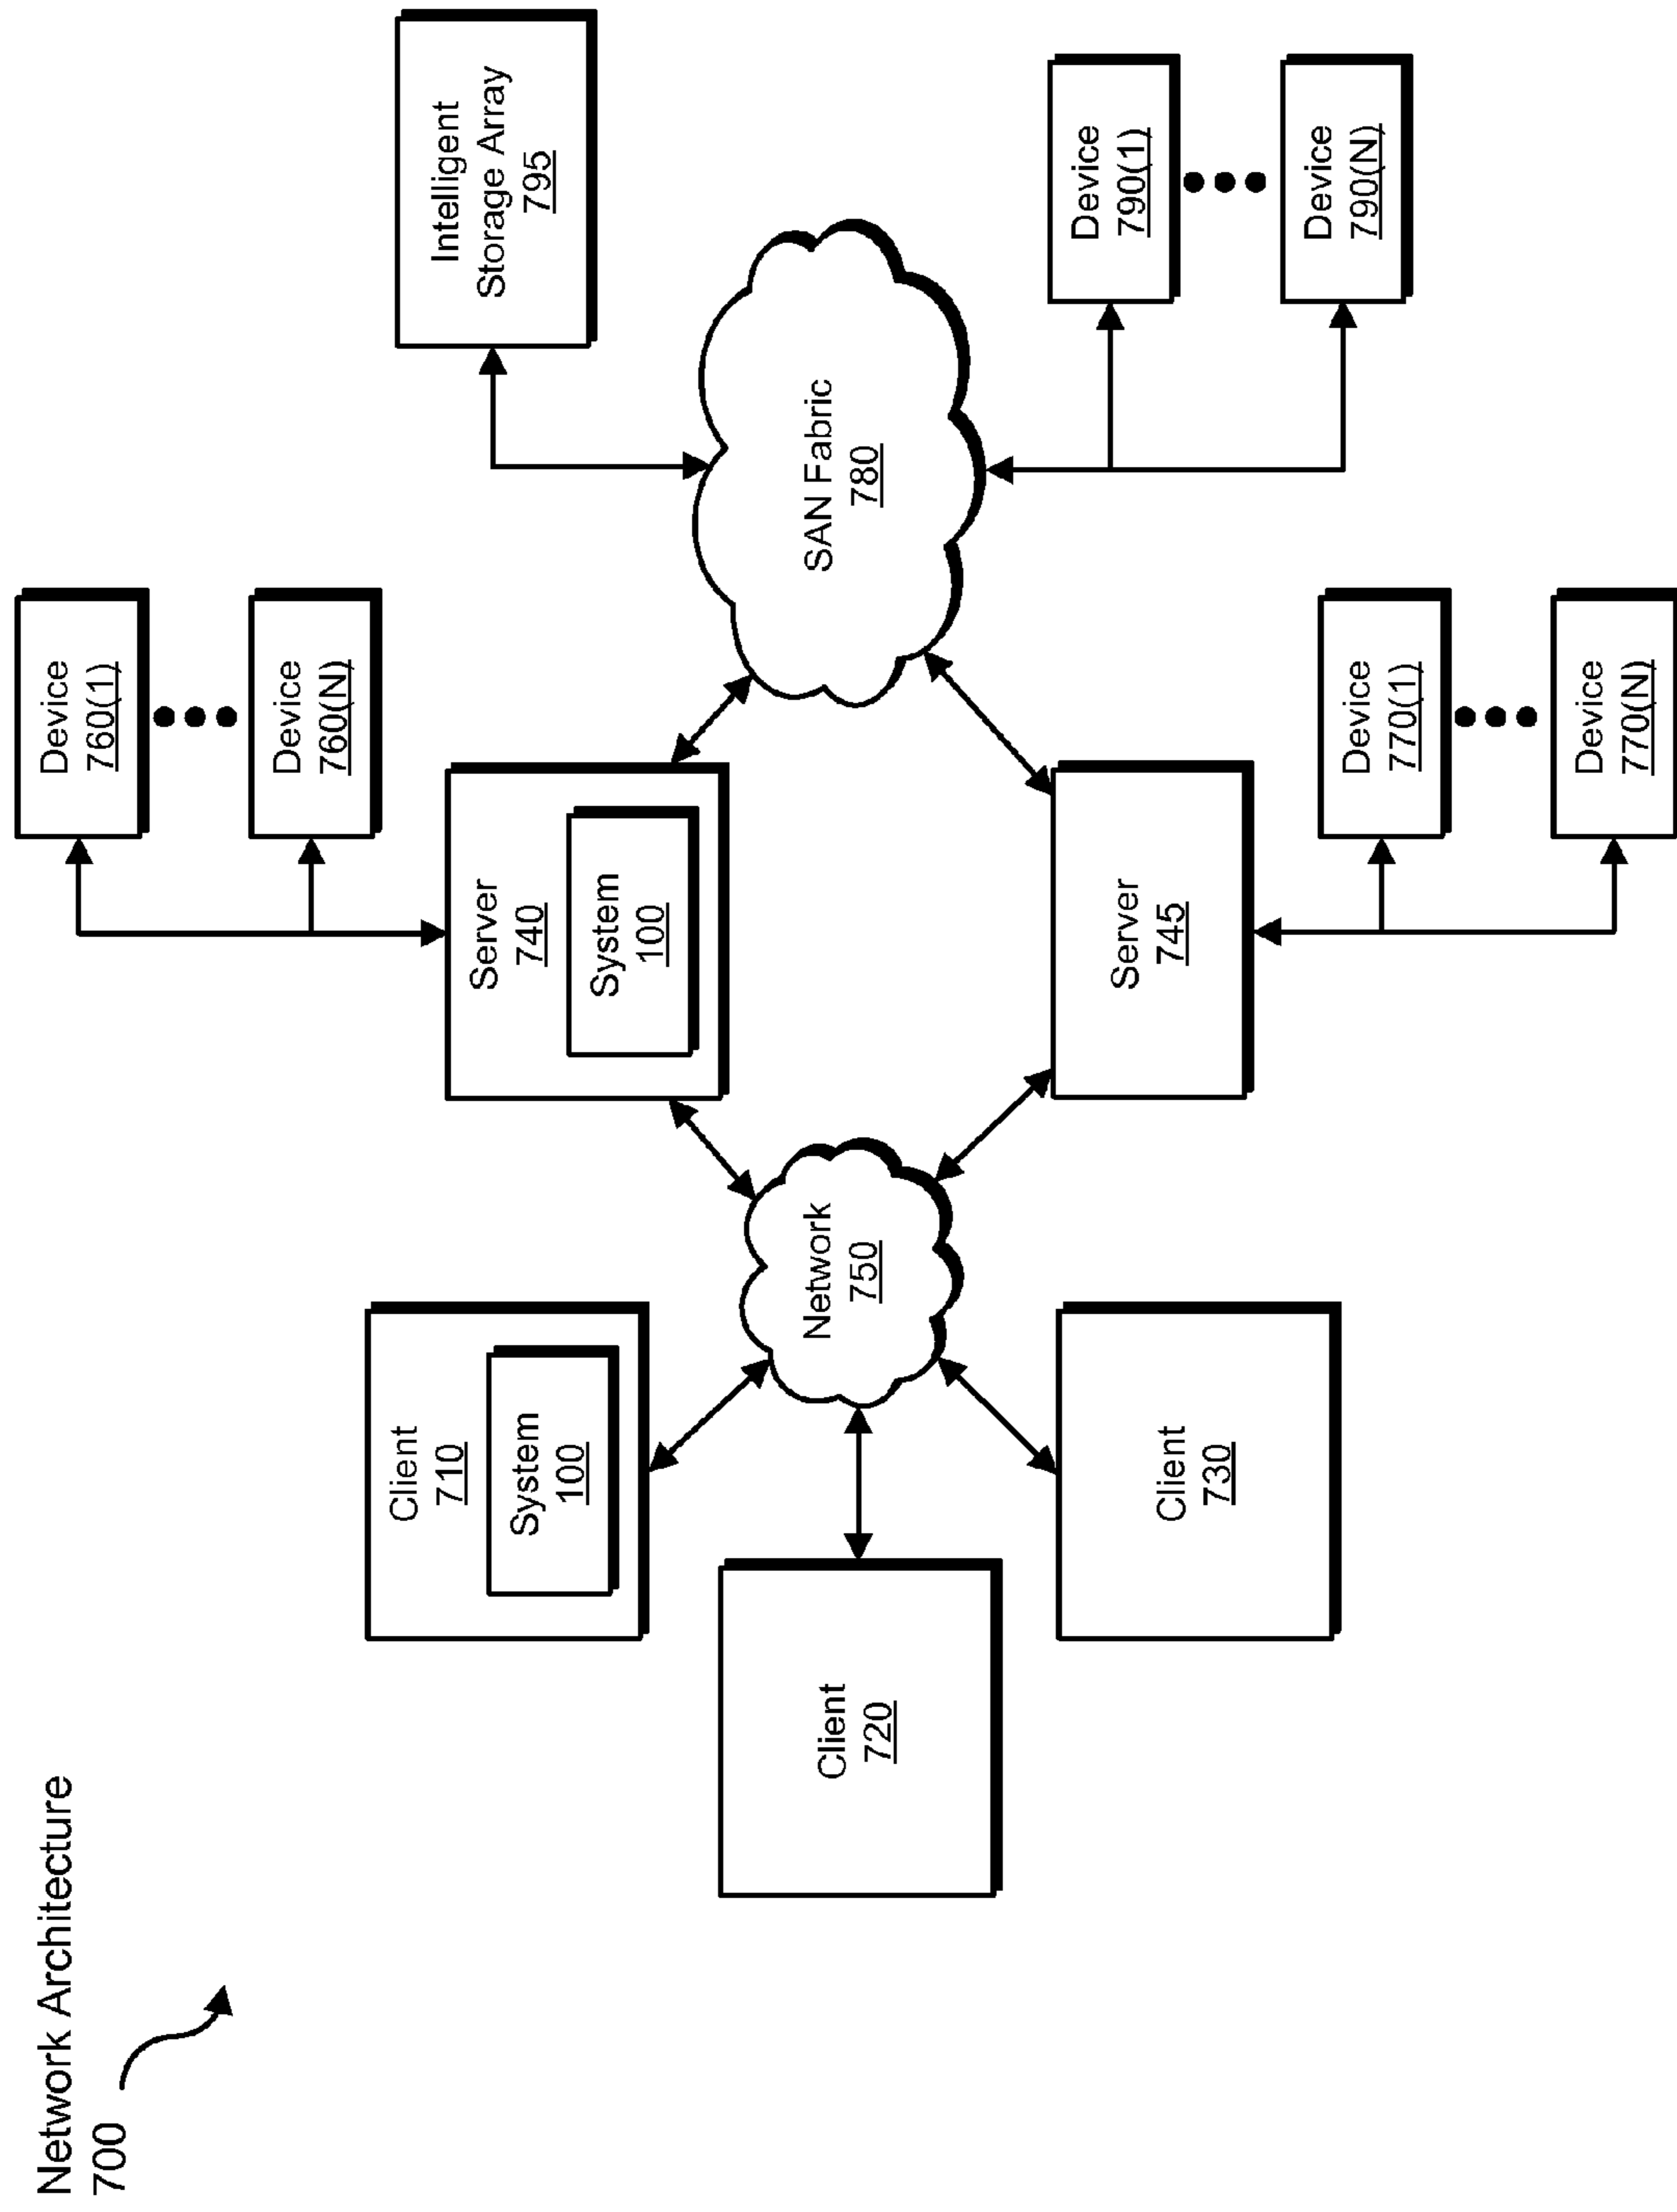 Network Architecture
700
Client
710
System
100
Client
720
Client
730
Network
750
Server
740
System
100
Server
745
Device
760(1)
Device
760(N)
Device
770(1)
Device
770(N)
SAN Fabric
780
Intelligent
Storage Array
795
Device
790(1)
Device
790(N)